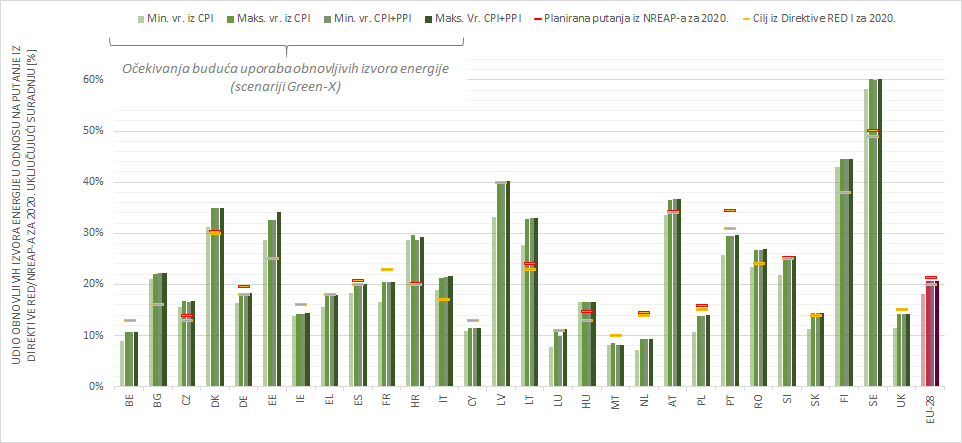 Min. vr. iz CPI
Maks. vr. iz CPI
Min. vr. CPI+PPI
Maks. Vr. CPI+PPI
Planirana putanja iz NREAP-a za 2020.
Cilj iz Direktive RED I za 2020.
Očekivanja buduća uporaba obnovljivih izvora energije
(scenariji Green-X)
UDIO OBNOVLJIVIH IZVORA ENERGIJE U ODNOSU NA PUTANJE IZ
DIREKTIVE RED/NREAP-A ZA 2020. UKLJUČUJUĆI SURADNJU [%]
60%
50%
40%
30%
20%
10%
0%
BE
BG
CZ
DK
DE
EE
IE
EL
ES
FR
HR
IT
CY
LV
LT
LU
HU
MT
NL
AT
PL
PT
RO
SI
SK
FI
SE
UK
EU-28